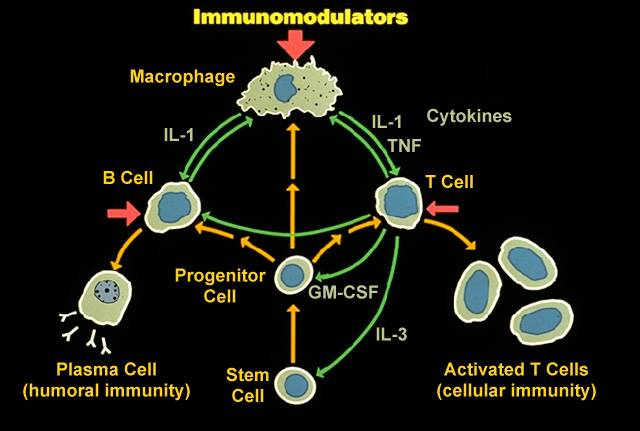 Immunomodulators
Macrophage
IL-1
IL-1
TNF
Cytokines
B Cell
T Cell
Progenitor
Cell
GM-CSF
IL-3
Plasma Cell
(humoral immunity)
Stem
Cell
Activated T Cells
(cellular immunity)